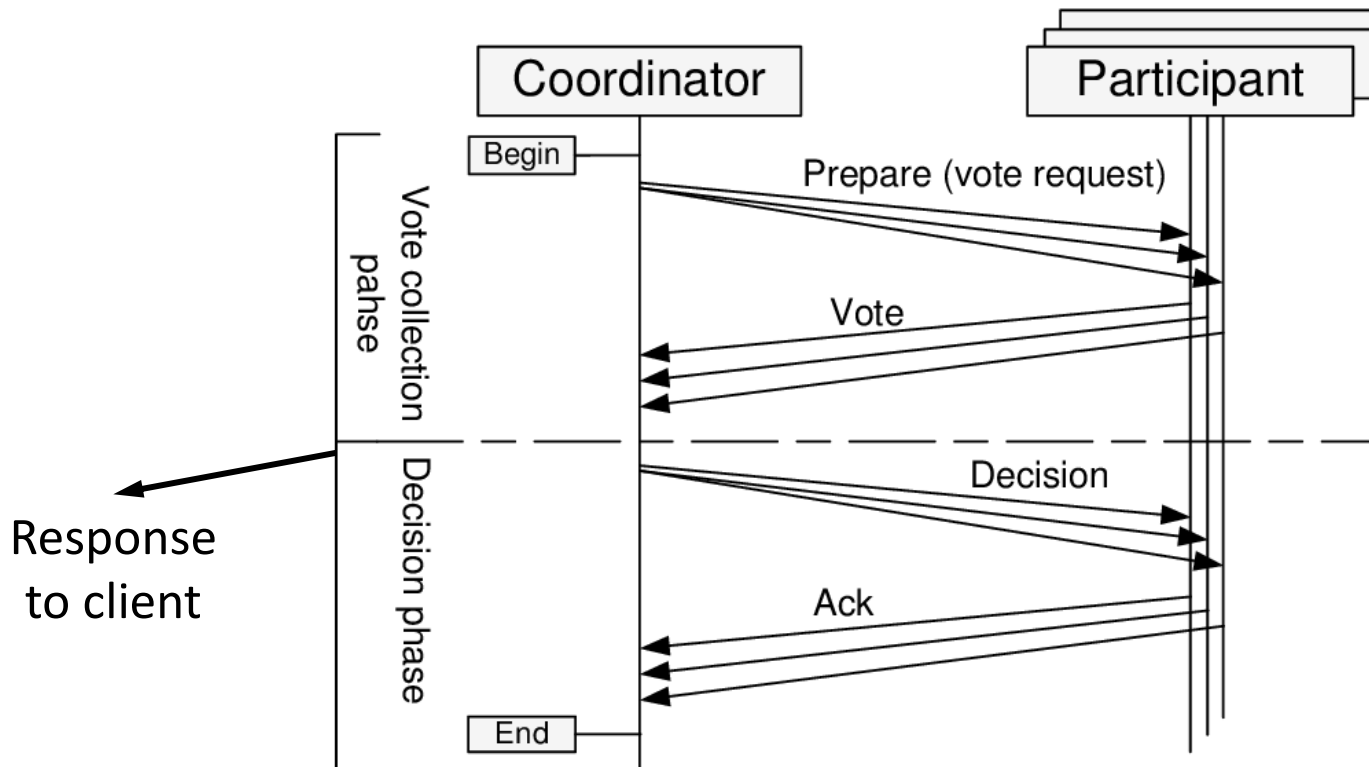 Coordinator
Participant
Begin
Prepare (vote request)
Vote collection
pahse
Vote
Decision
Response
to client
Decision phase
Ack
End